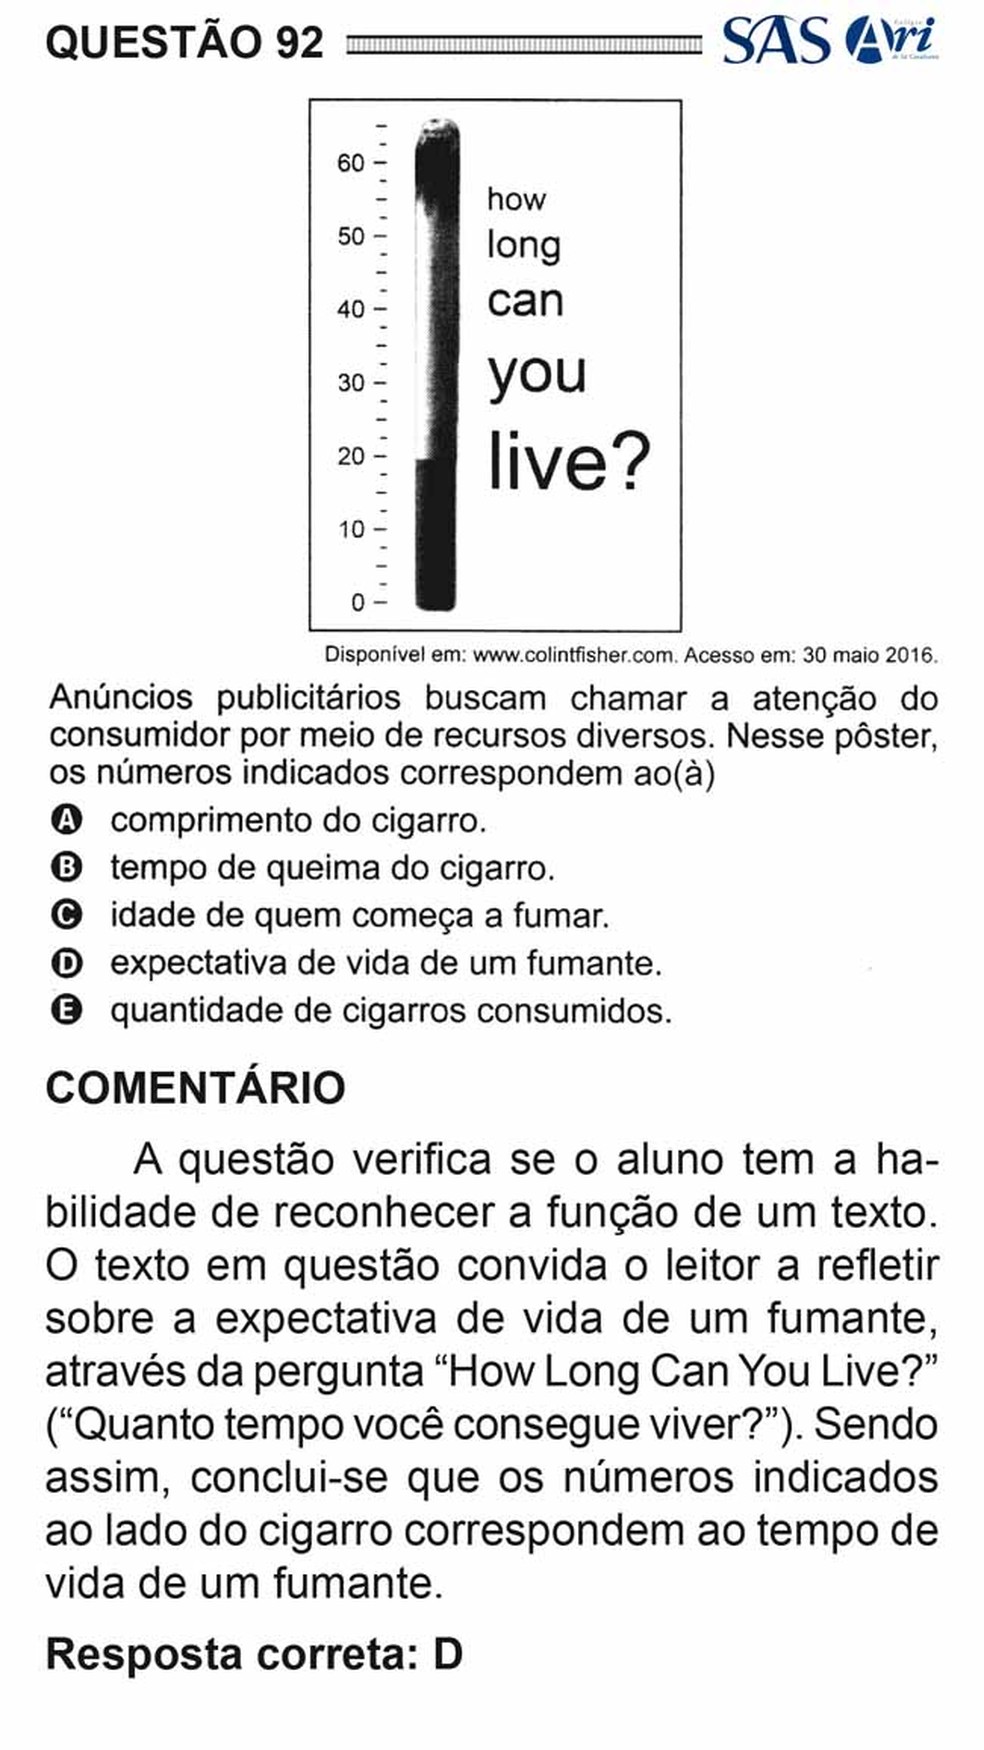 QUESTÃO 92
SAS Ari
60
50
40
30
20
10
0
how
long
can
you
live?
Disponível em: www.colintfisher.com. Acesso em: 30 maio 2016.
Anúncios publicitários buscam chamar a atenção do
consumidor por meio de recursos diversos. Nesse pôster,
os números indicados correspondem ao(à)
A comprimento do cigarro.
B tempo de queima do cigarro.
C idade de quem começa a fumar.
D expectativa de vida de um fumante.
E quantidade de cigarros consumidos.
COMENTÁRIO
A questão verifica se o aluno tem a ha-
bilidade de reconhecer a função de um texto.
O texto em questão convida o leitor a refletir
sobre a expectativa de vida de um fumante,
através da pergunta “How Long Can You Live?”
(“Quanto tempo você consegue viver?”). Sendo
assim, conclui-se que os números indicados
ao lado do cigarro correspondem ao tempo de
vida de um fumante.
Resposta correta: D